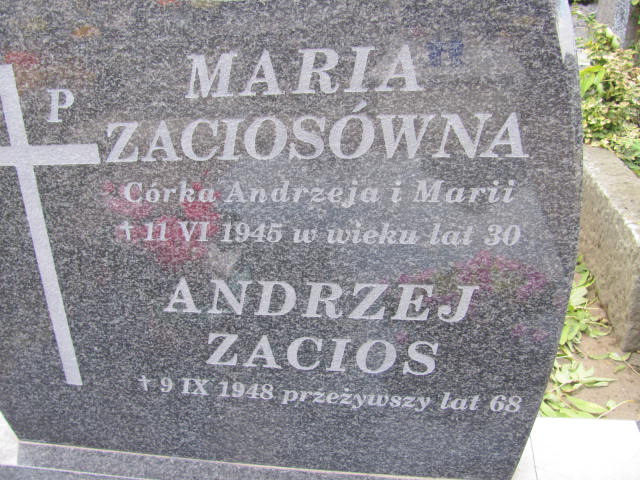 P
MARIA
ZACIOSÓWNA
Córka Andrzeja i Marii
† 11 VI 1945 w wieku lat 30
ANDRZEJ
ZACIOS
† 9 IX 1948 przeżywszy lat 68